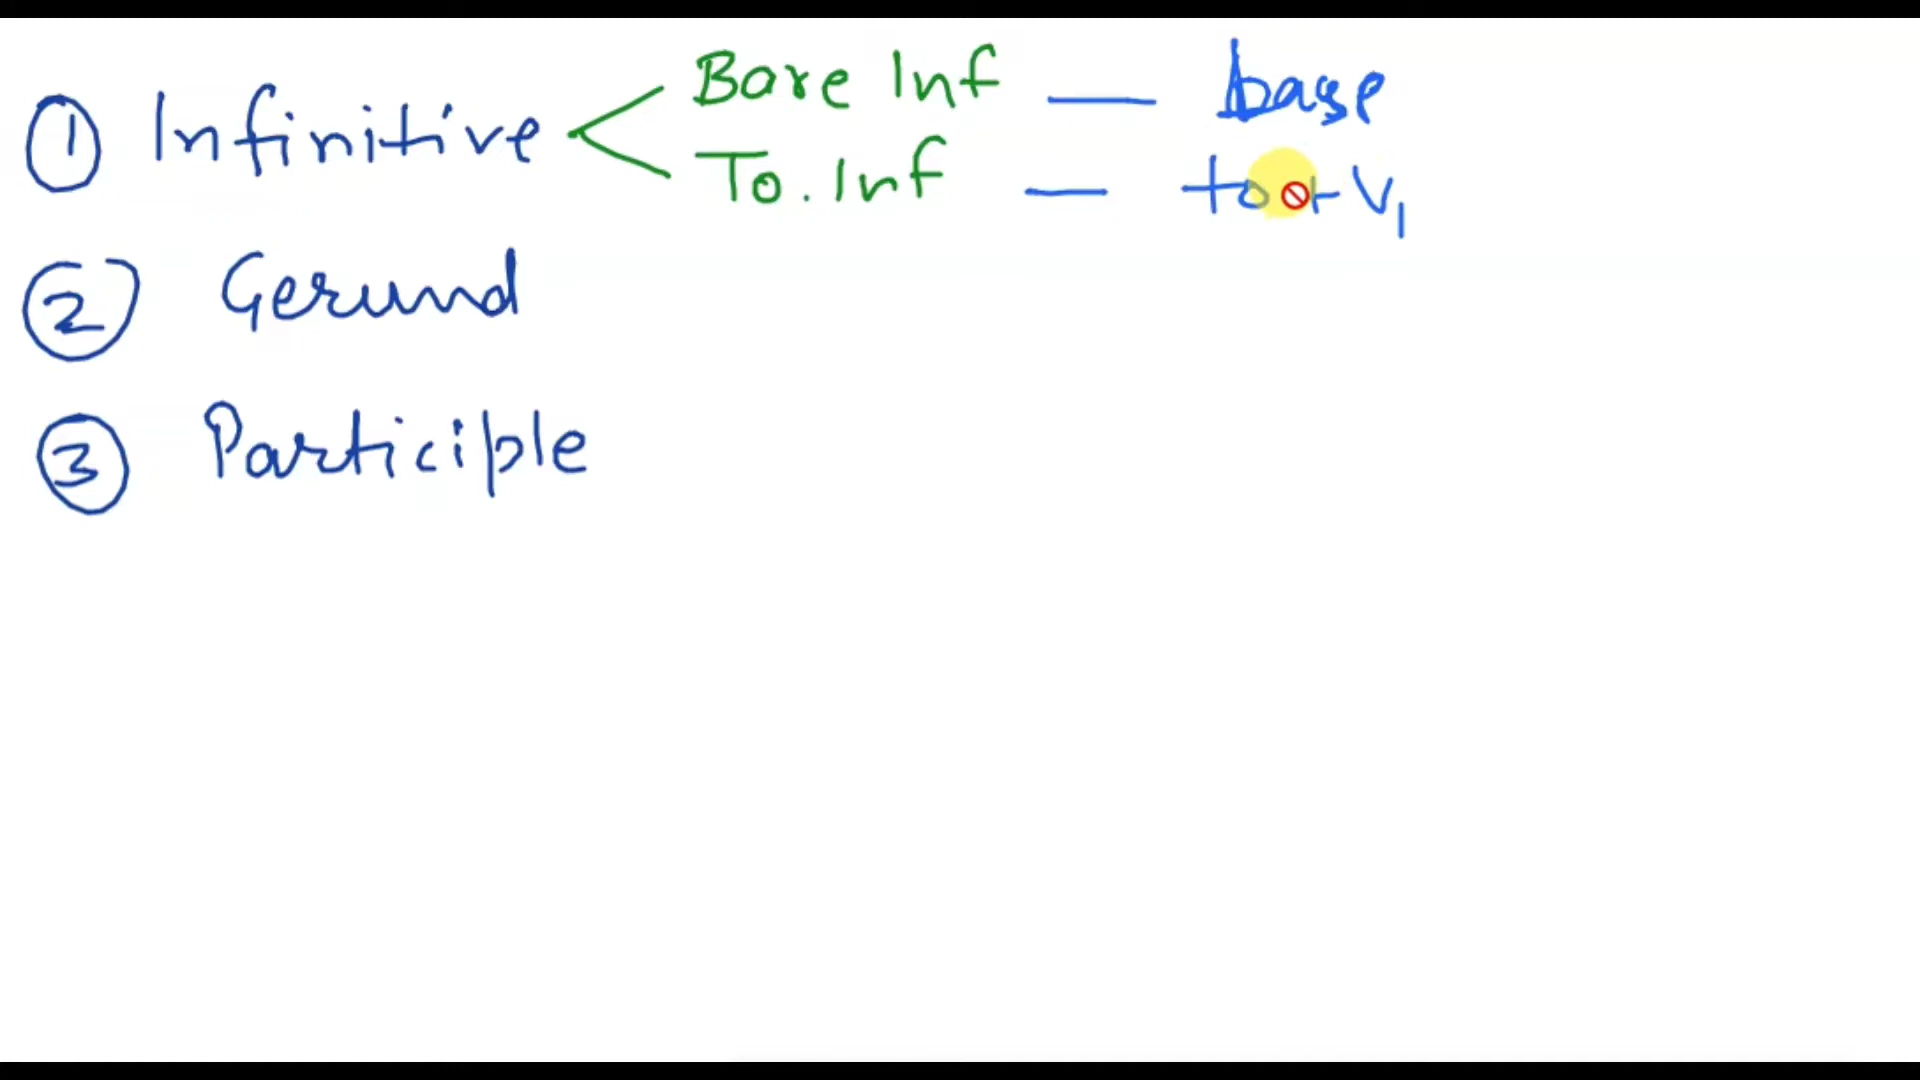 ① Infinitive < Bare Inf — base
To. Inf — to + V₁
② Gerund
③ Participle